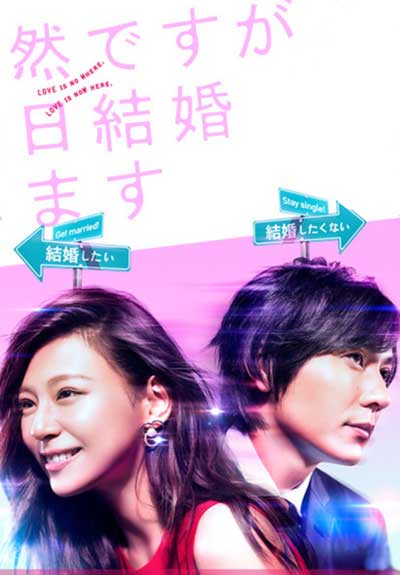 然ですが
LOVE IS NO WHERE.
LOVE IS NOW HERE.
日結婚
ます
Get married!
結婚したい
Stay single!
結婚したくない